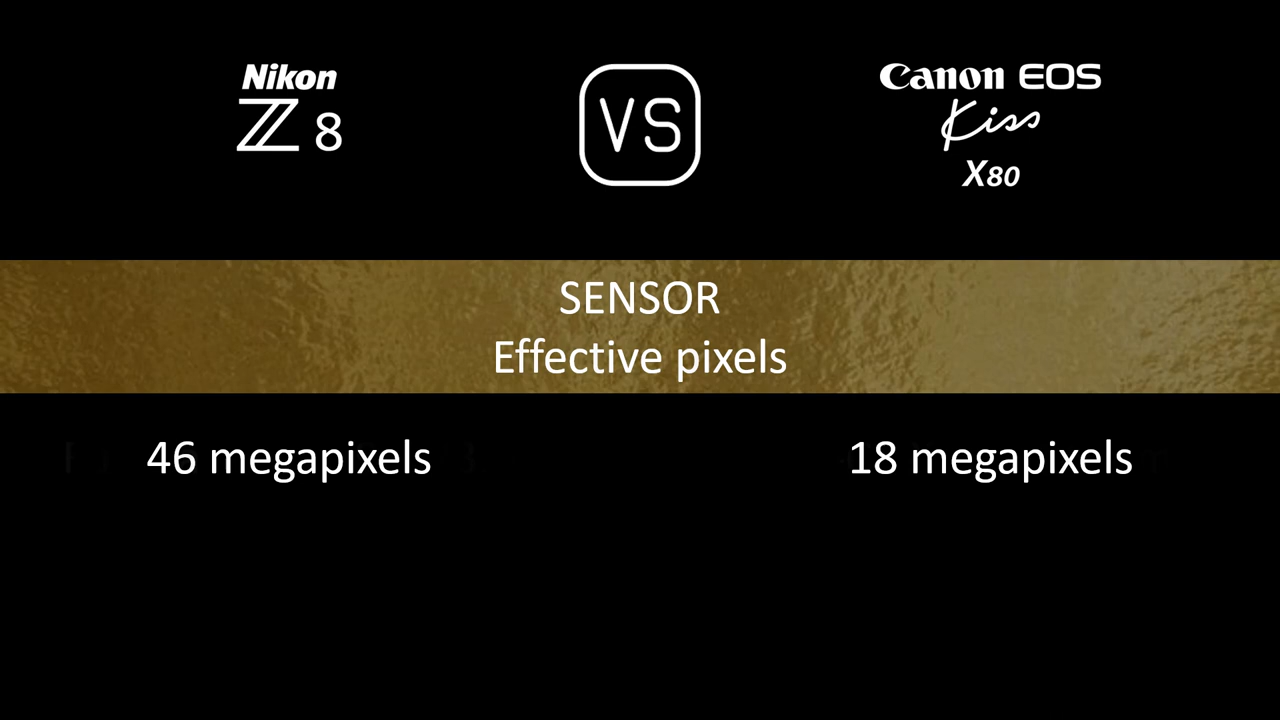 Nikon
Z 8
VS
Canon EOS
Kiss
X80
SENSOR
Effective pixels
46 megapixels
18 megapixels